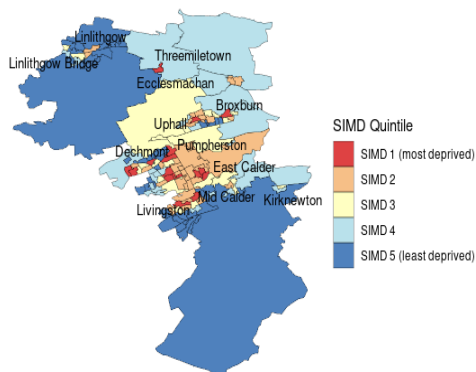 Linlithgow
Threemiletown
Linlithgow Bridge
Ecclesmachan
Broxburn
Uphall
Pumpherston
Dechmont
East Calder
Mid Calder
Kirknewton
Livingston
SIMD Quintile
SIMD 1 (most deprived)
SIMD 2
SIMD 3
SIMD 4
SIMD 5 (least deprived)